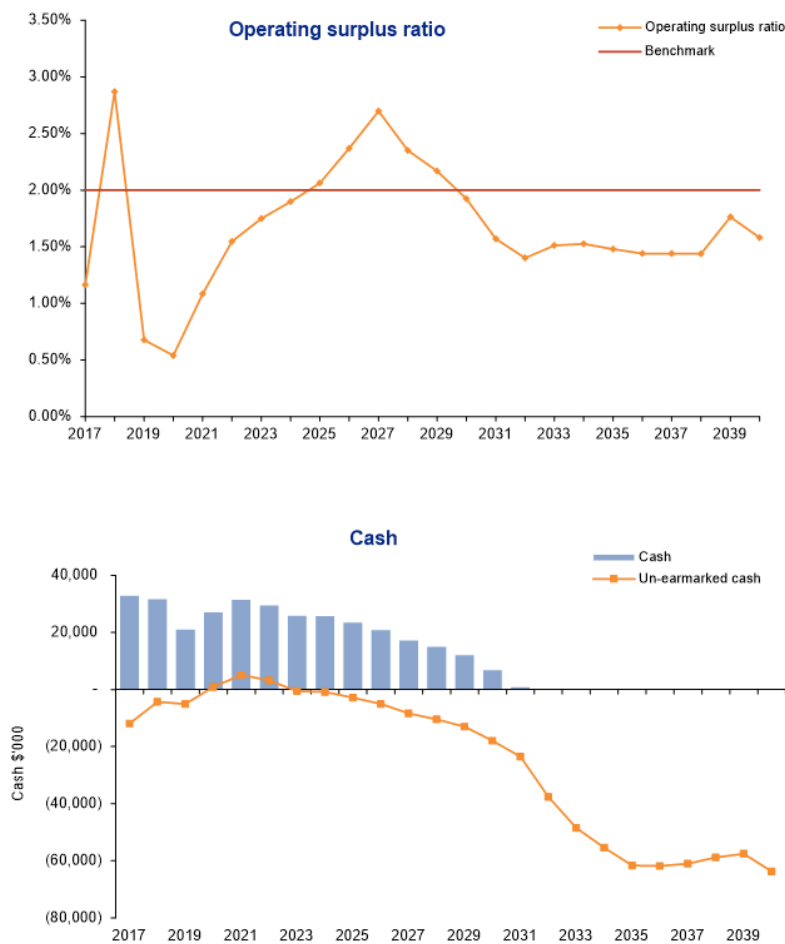 Operating surplus ratio
Operating surplus ratio
Benchmark
3.50%
3.00%
2.50%
2.00%
1.50%
1.00%
0.50%
0.00%
2017 2019 2021 2023 2025 2027 2029 2031 2033 2035 2037 2039
Cash
Cash
Un-earmarked cash
Cash $'000
40,000
20,000
-
(20,000)
(40,000)
(60,000)
(80,000)
2017 2019 2021 2023 2025 2027 2029 2031 2033 2035 2037 2039